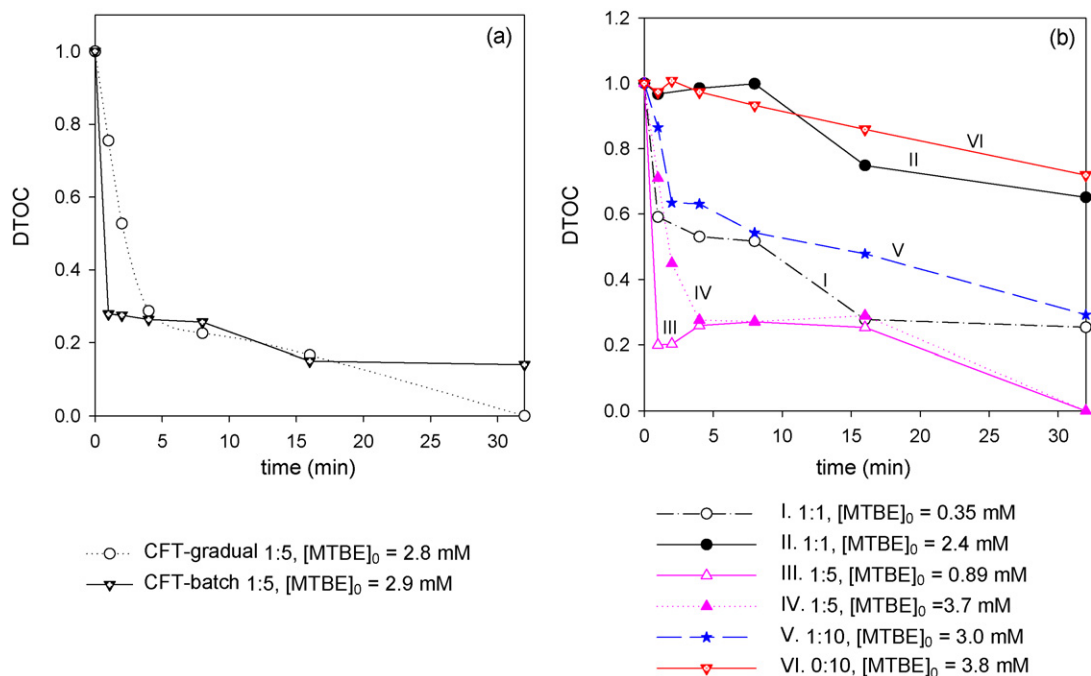 (a)
1.0
0.8
0.6
0.4
0.2
0.0
DTOC
0 5 10 15 20 25 30
time (min)
CFT-gradual 1:5, [MTBE]₀ = 2.8 mM
CFT-batch 1:5, [MTBE]₀ = 2.9 mM
(b)
1.2
1.0
0.8
0.6
0.4
0.2
0.0
DTOC
VI
II
V
I
IV
III
0 5 10 15 20 25 30
time (min)
I. 1:1, [MTBE]₀ = 0.35 mM
II. 1:1, [MTBE]₀ = 2.4 mM
III. 1:5, [MTBE]₀ = 0.89 mM
IV. 1:5, [MTBE]₀ =3.7 mM
V. 1:10, [MTBE]₀ = 3.0 mM
VI. 0:10, [MTBE]₀ = 3.8 mM